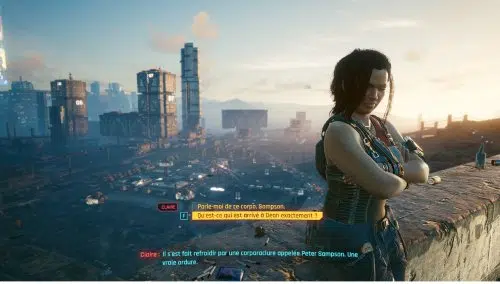 CLAIRE Parle-moi de ce corpo, Sampson.
F Qu'est-ce qui est arrivé à Dean exactement ?
Claire : Il s'est fait refroidir par une corporaclure appelée Peter Sampson. Une
vraie ordure.